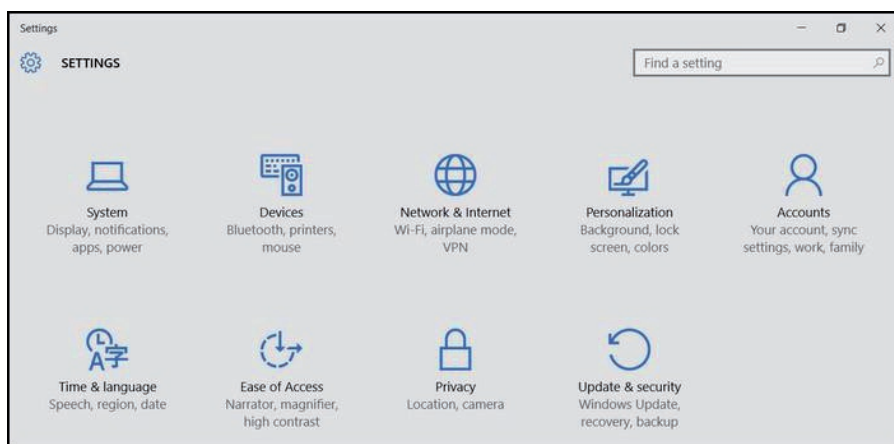 Settings
SETTINGS
Find a setting
System
Display, notifications,
apps, power
Devices
Bluetooth, printers,
mouse
Network & Internet
Wi-Fi, airplane mode,
VPN
Personalization
Background, lock
screen, colors
Accounts
Your account, sync
settings, work, family
A字
Time & language
Speech, region, date
Ease of Access
Narrator, magnifier,
high contrast
Privacy
Location, camera
Update & security
Windows Update,
recovery, backup